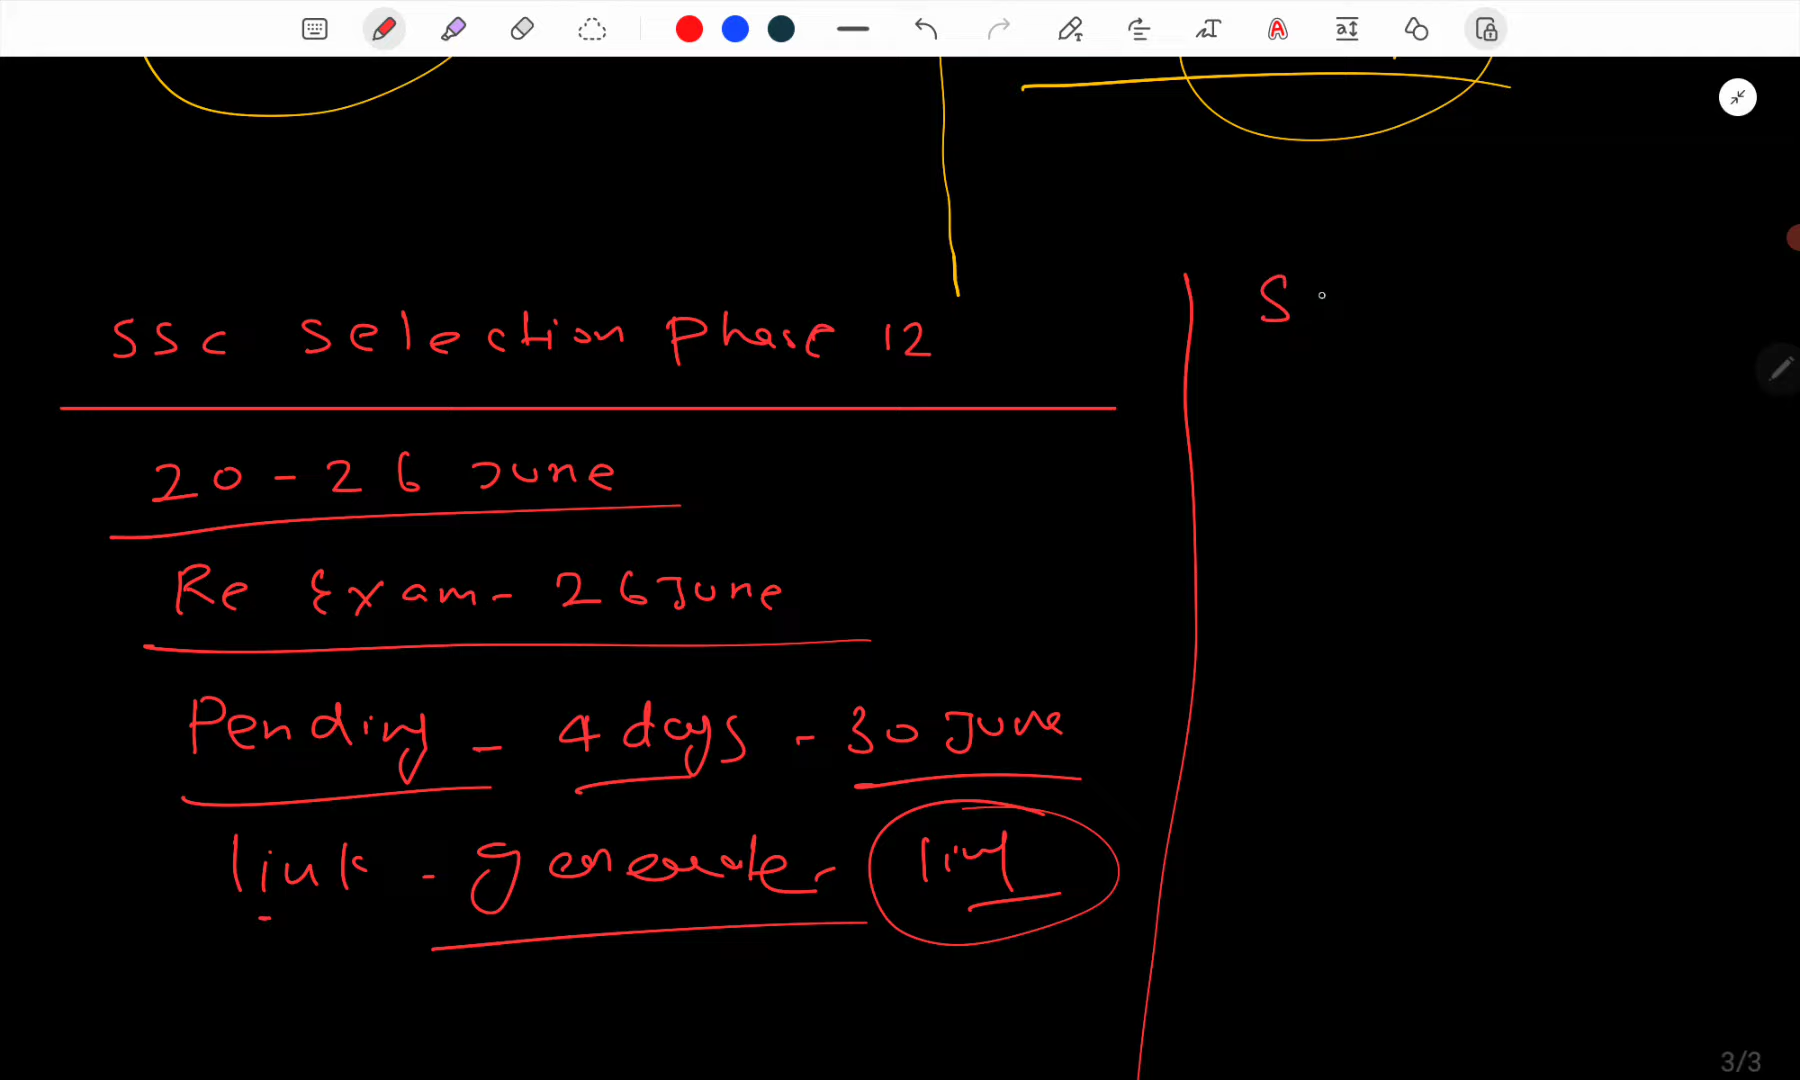 SSC Selection Phase 12
20 - 26 June
Re Exam - 26 June
Pending - 4 days - 30 June
link - generate -
S
3/3